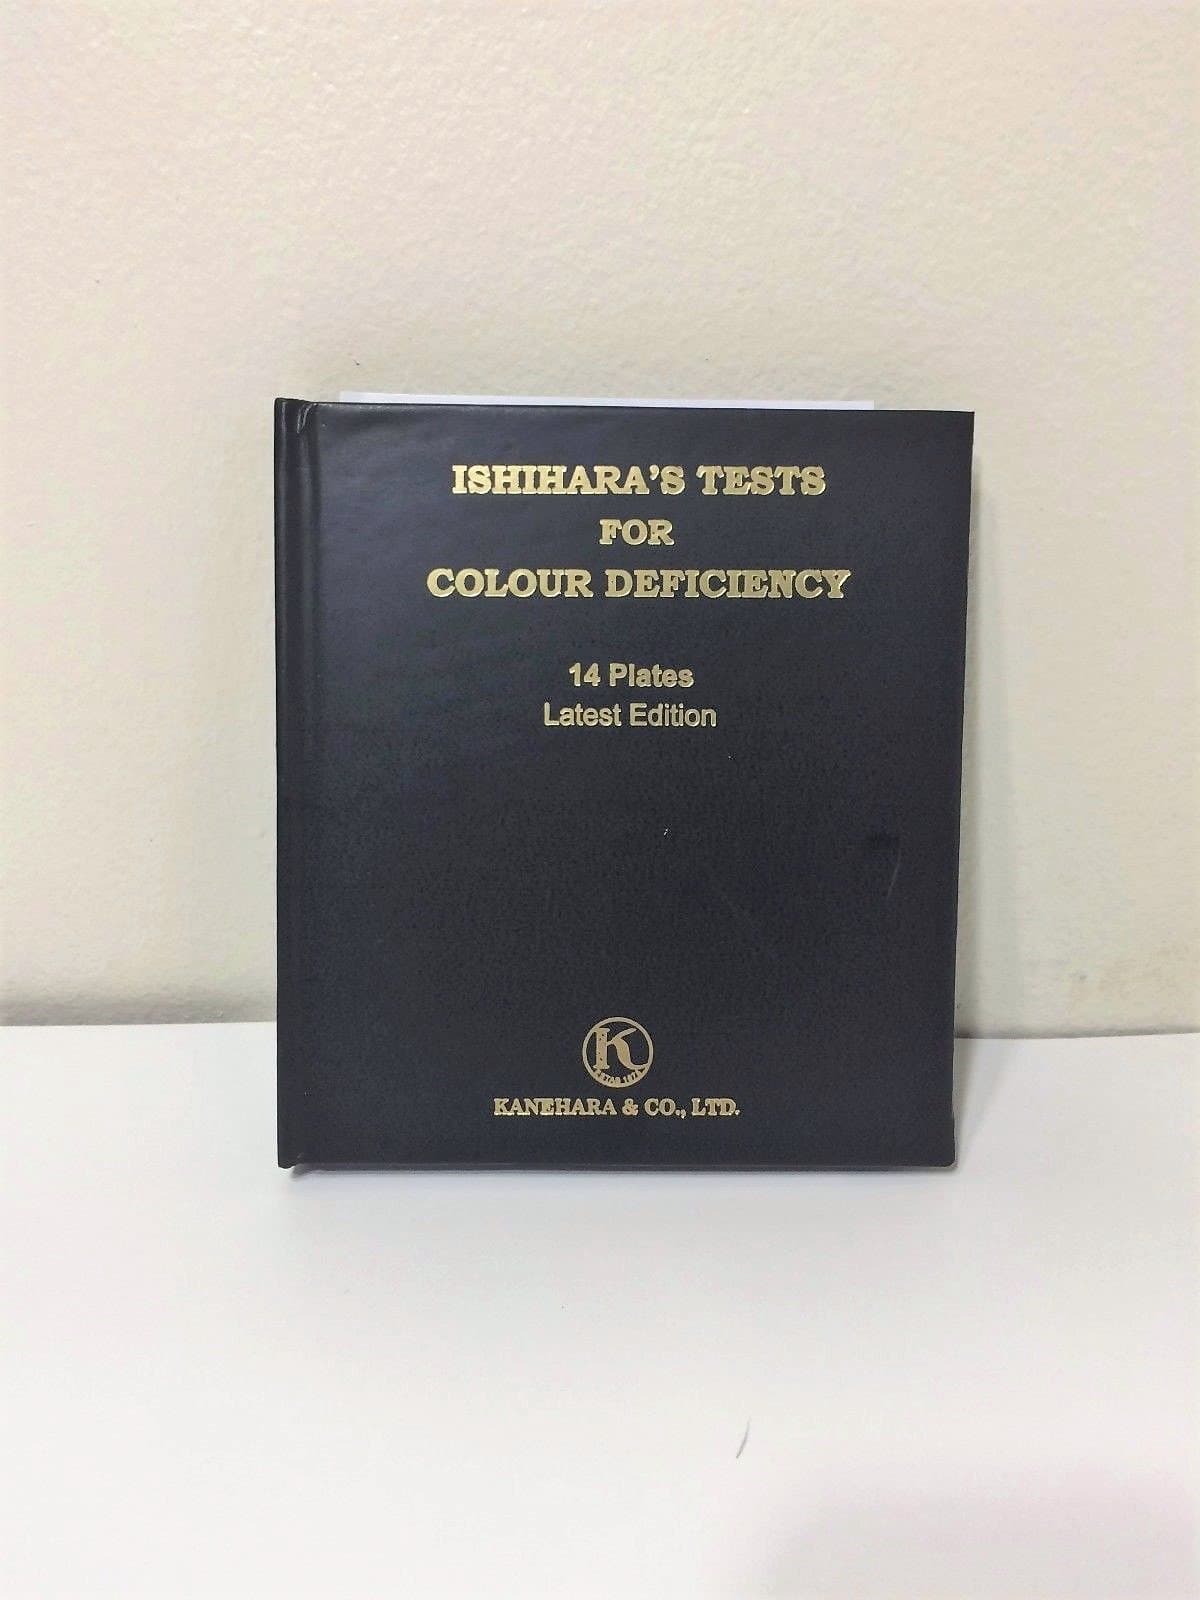 ISHIHARA'S TESTS
FOR
COLOUR DEFICIENCY
14 Plates
Latest Edition
K
KANEHARA & CO., LTD.